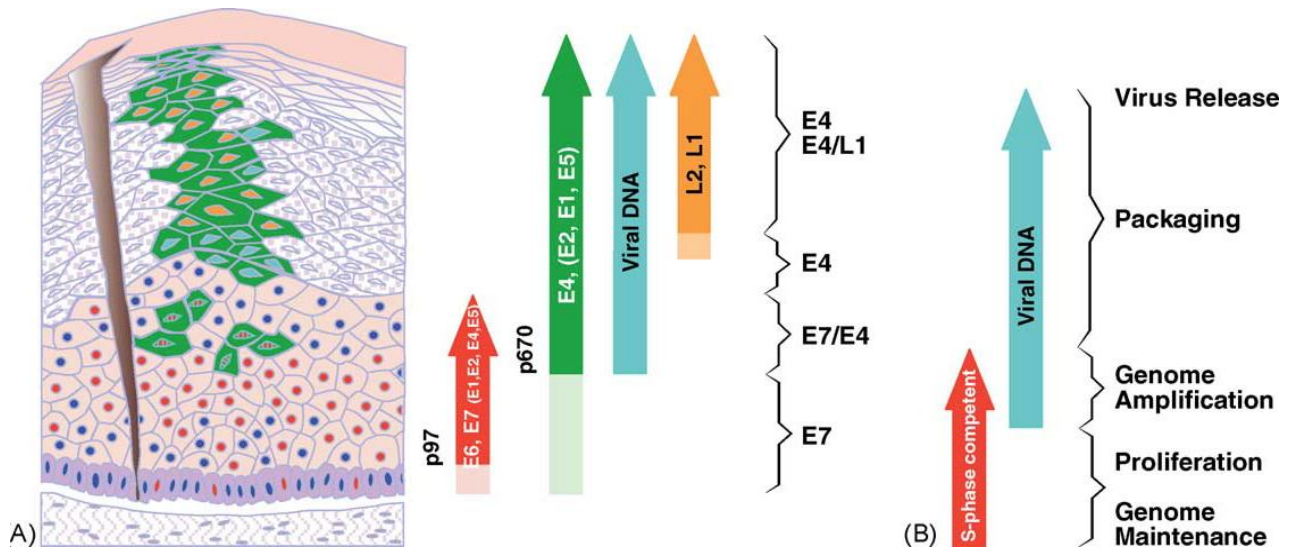 A)
p97
E6, E7 (E1,E2, E4,E5)
p670
E4, (E2, E1, E5)
Viral DNA
L2, L1
E4
E4/L1
E4
E7/E4
E7
(B)
S-phase competent
Viral DNA
Virus Release
Packaging
Genome
Amplification
Proliferation
Genome
Maintenance